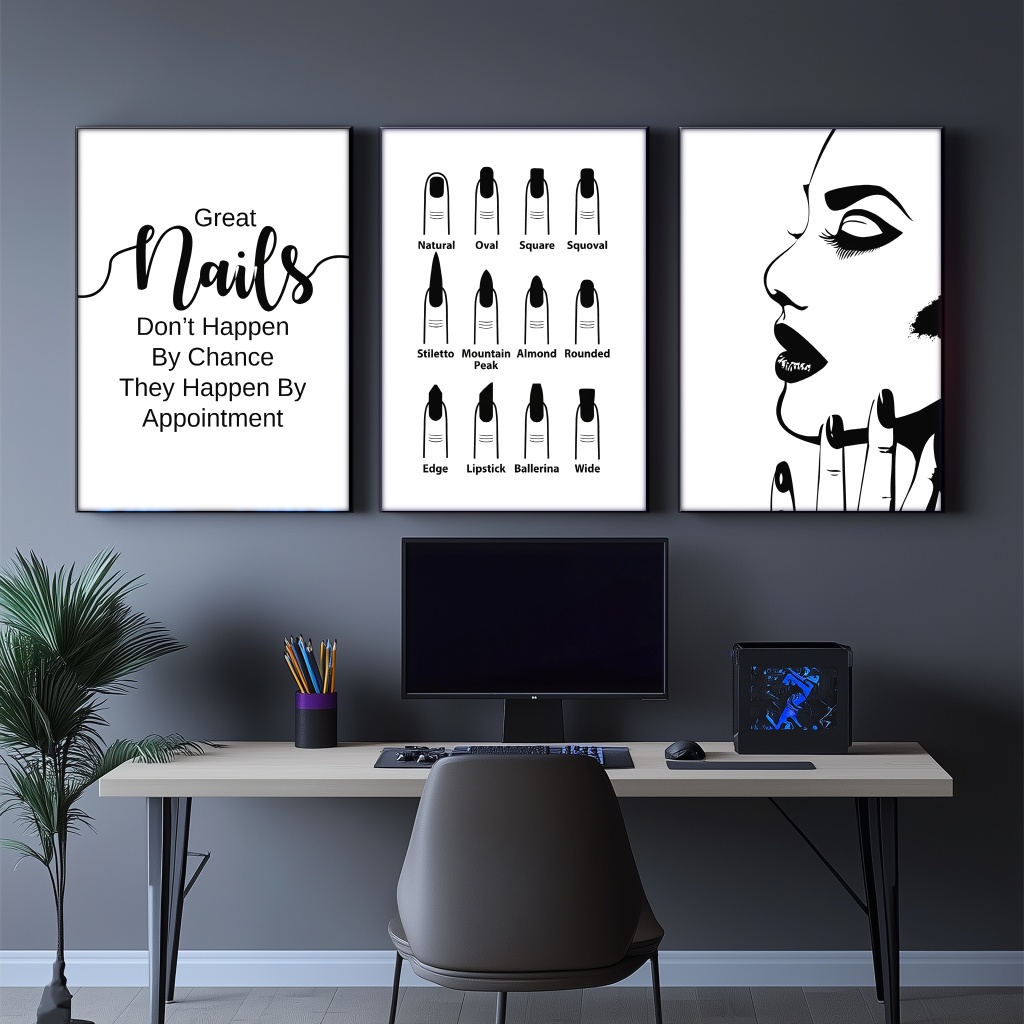 Great
Nails
Don't Happen
By Chance
They Happen By
Appointment
Natural Oval Square Squoval
Stiletto Mountain Peak Almond Rounded
Edge Lipstick Ballerina Wide